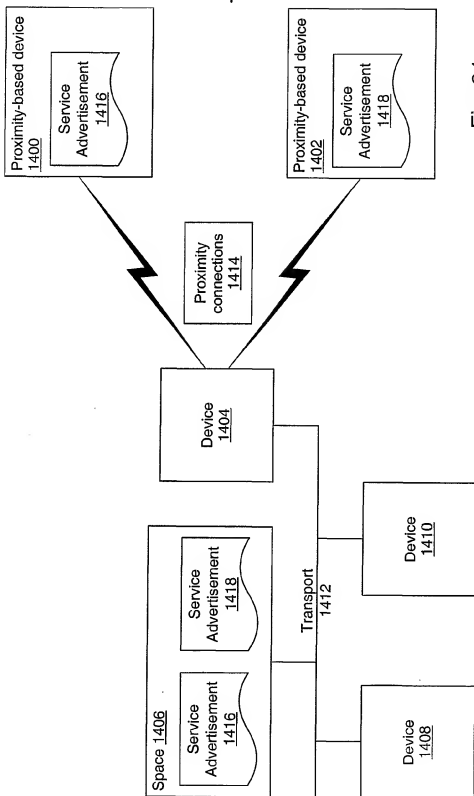 Proximity-based device
1400
Service
Advertisement
1416
Proximity-based device
1402
Service
Advertisement
1418
Proximity
connections
1414
Device
1404
Space 1406
Service
Advertisement
1416
Service
Advertisement
1418
Transport
1412
Device
1408
Device
1410